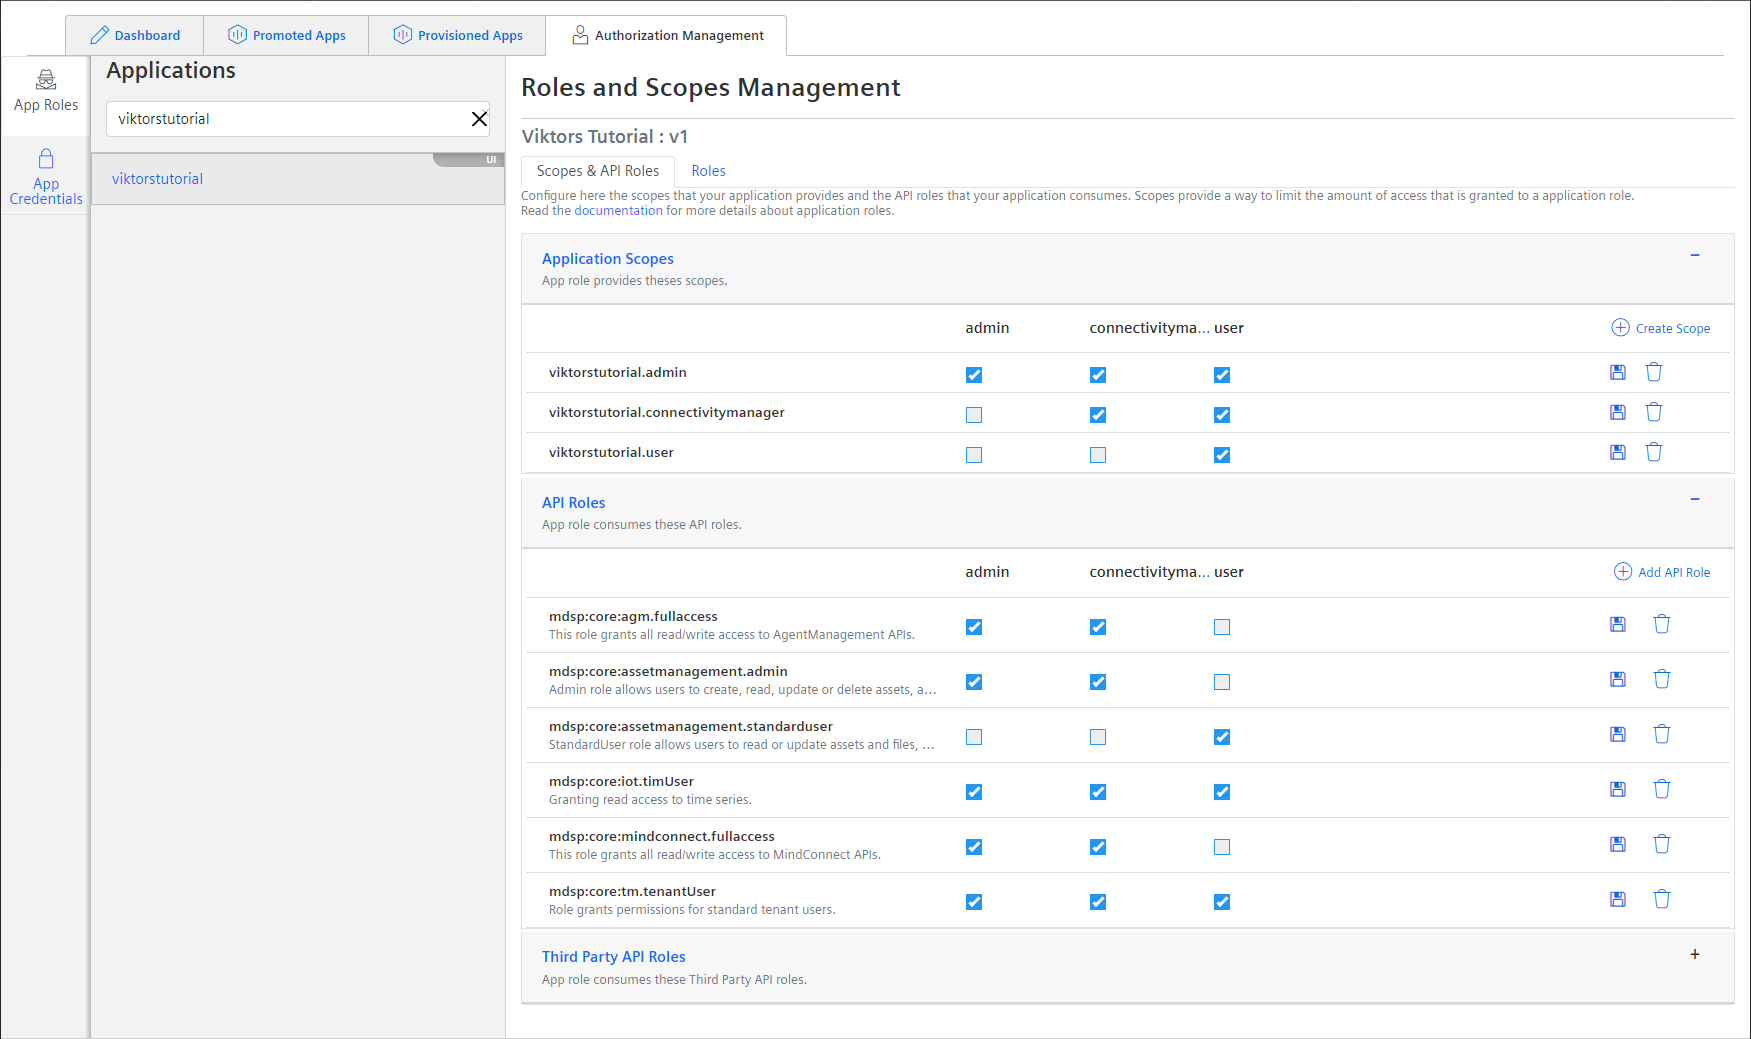 Dashboard
Promoted Apps
Provisioned Apps
Authorization Management
App Roles
App
Credentials
Applications
viktorstutorial
UI
viktorstutorial
Roles and Scopes Management
Viktors Tutorial : v1
Scopes & API Roles
Roles
Configure here the scopes that your application provides and the API roles that your application consumes. Scopes provide a way to limit the amount of access that is granted to a application role.
Read the documentation for more details about application roles.
Application Scopes
App role provides theses scopes.
admin connectivityma... user
Create Scope
viktorstutorial.admin
viktorstutorial.connectivitymanager
viktorstutorial.user
API Roles
App role consumes these API roles.
admin connectivityma... user
Add API Role
mdsp:core:agm.fullaccess
This role grants all read/write access to AgentManagement APIs.
mdsp:core:assetmanagement.admin
Admin role allows users to create, read, update or delete assets, a...
mdsp:core:assetmanagement.standarduser
StandardUser role allows users to read or update assets and files, ...
mdsp:core:iot.timUser
Granting read access to time series.
mdsp:core:mindconnect.fullaccess
This role grants all read/write access to MindConnect APIs.
mdsp:core:tm.tenantUser
Role grants permissions for standard tenant users.
Third Party API Roles
App role consumes these Third Party API roles.